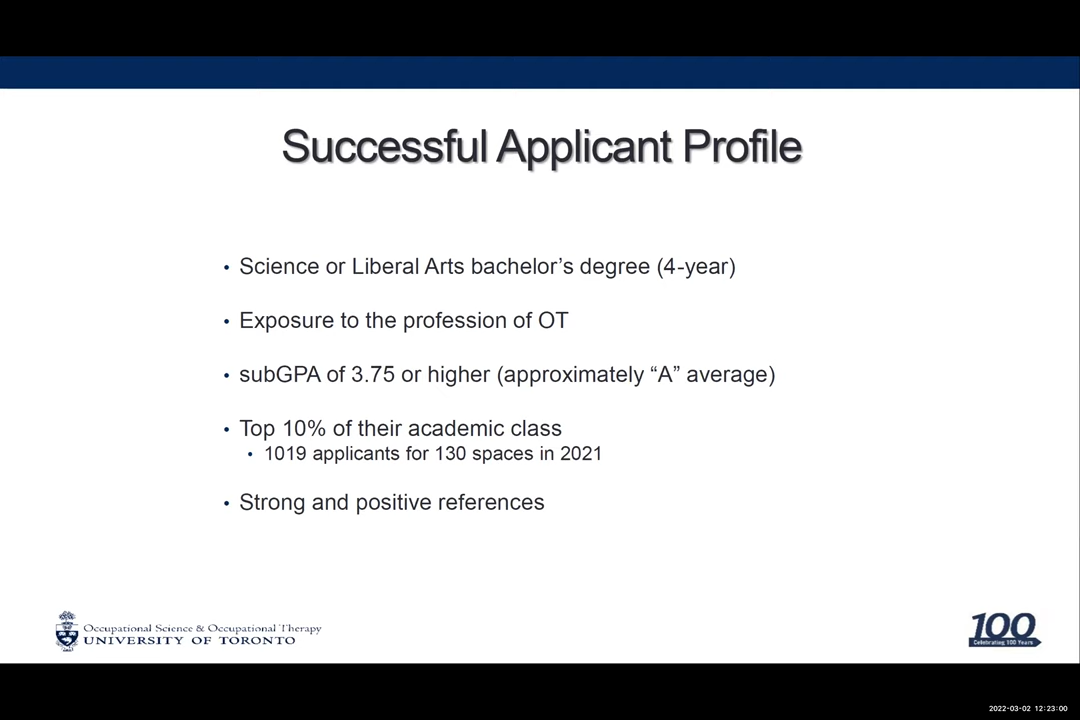 Successful Applicant Profile
• Science or Liberal Arts bachelor’s degree (4-year)
• Exposure to the profession of OT
• subGPA of 3.75 or higher (approximately “A” average)
• Top 10% of their academic class
• 1019 applicants for 130 spaces in 2021
• Strong and positive references
Occupational Science & Occupational Therapy
UNIVERSITY OF TORONTO
100
Celebrating 100 Years
2022-03-02 12:23:00